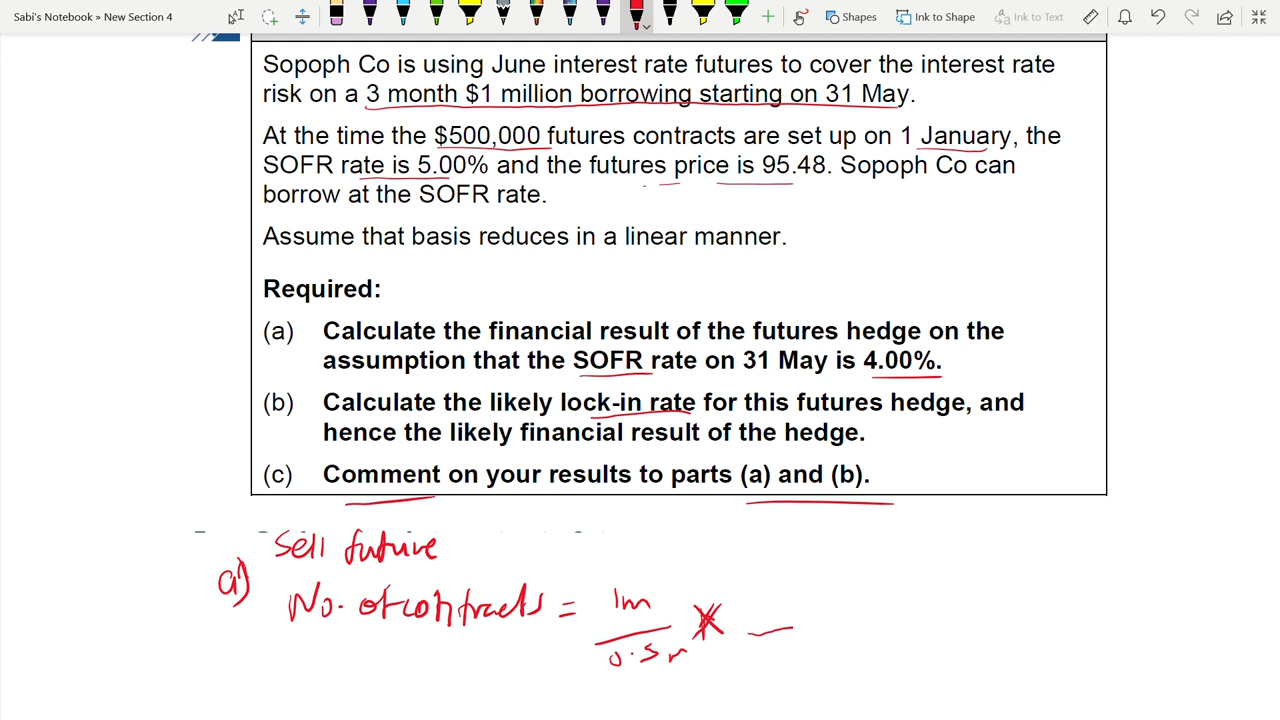 Sabi's Notebook » New Section 4
Shapes
Ink to Shape
Ink to Text
Sopoph Co is using June interest rate futures to cover the interest rate
risk on a 3 month $1 million borrowing starting on 31 May.
At the time the $500,000 futures contracts are set up on 1 January, the
SOFR rate is 5.00% and the futures price is 95.48. Sopoph Co can
borrow at the SOFR rate.
Assume that basis reduces in a linear manner.
Required:
(a) Calculate the financial result of the futures hedge on the
assumption that the SOFR rate on 31 May is 4.00%.
(b) Calculate the likely lock-in rate for this futures hedge, and
hence the likely financial result of the hedge.
(c) Comment on your results to parts (a) and (b).
Sell future
a)
No. of contracts = 1m
0.5m